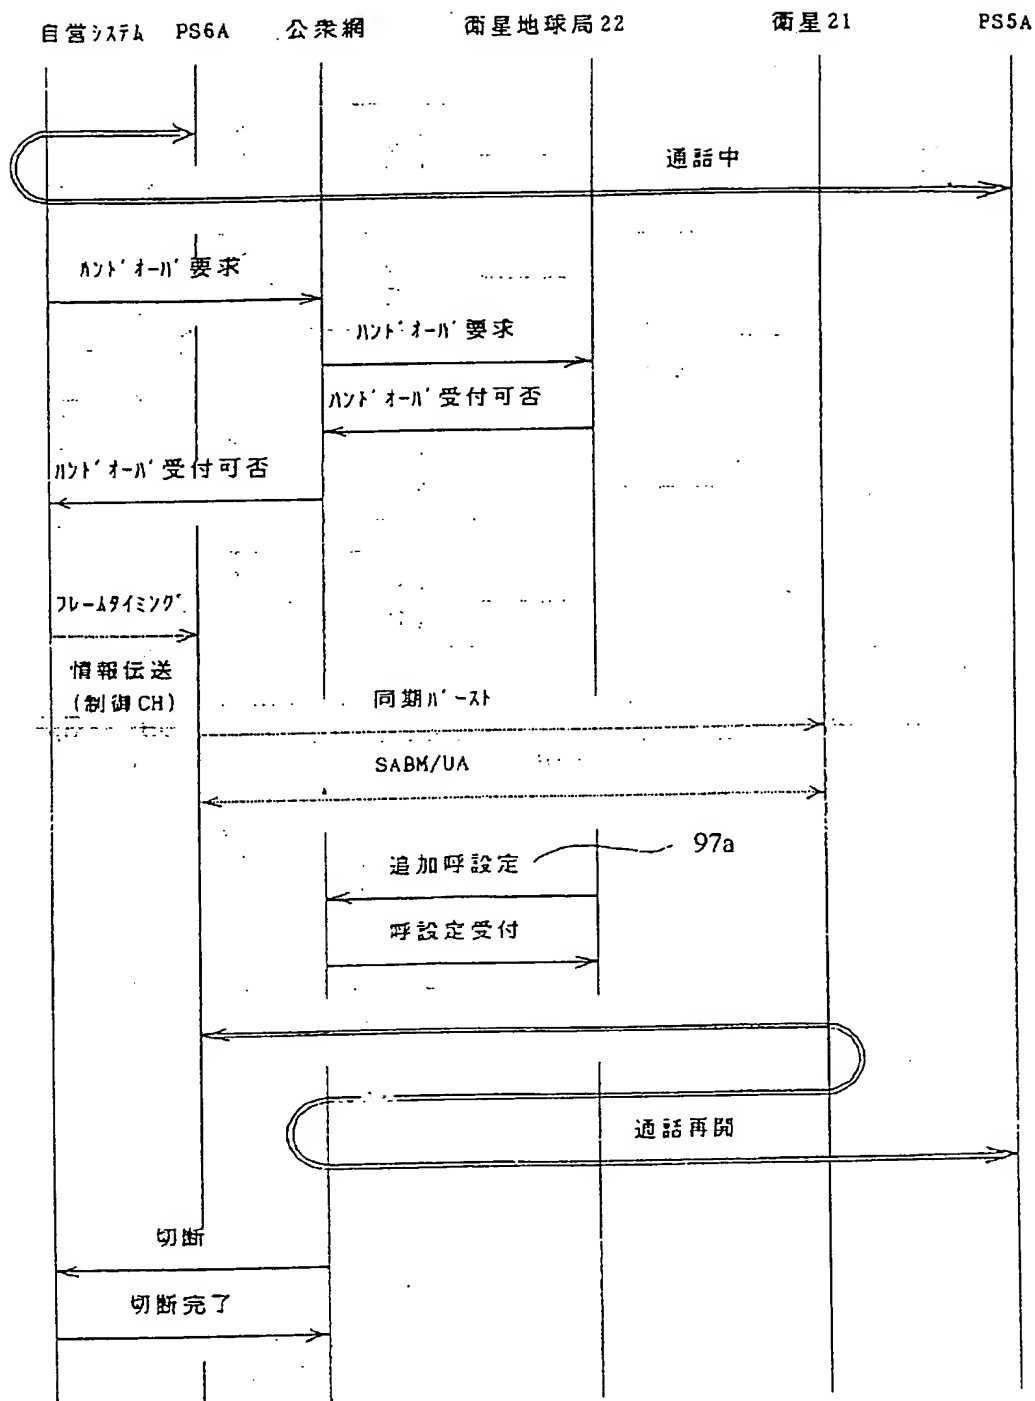 自営システム PS6A 公衆網 衛星地球局22 衛星21 PS5A
通話中
ハンドオーバ要求
ハンドオーバ要求
ハンドオーバ受付可否
ハンドオーバ受付可否
フレームタイミング
情報伝送
(制御CH)
同期バースト
SABM/UA
追加呼設定 97a
呼設定受付
通話再開
切断
切断完了